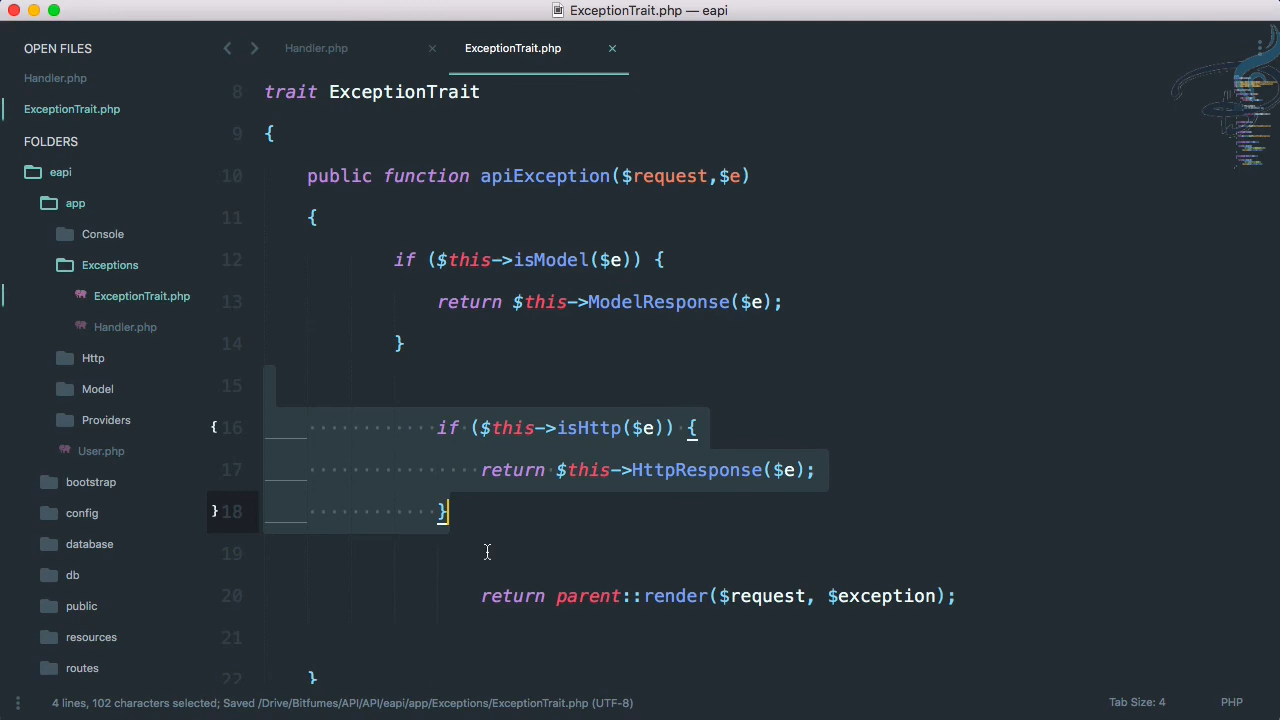 ExceptionTrait.php — eapi
OPEN FILES
Handler.php
ExceptionTrait.php
FOLDERS
eapi
app
Console
Exceptions
ExceptionTrait.php
Handler.php
Http
Model
Providers
User.php
bootstrap
config
database
db
public
resources
routes
Handler.php ×
ExceptionTrait.php ×
8 trait ExceptionTrait
9 {
10 public function apiException($request,$e)
11 {
12 if ($this->isModel($e)) {
13 return $this->ModelResponse($e);
14 }
15
16 if ($this->isHttp($e)) {
17 return $this->HttpResponse($e);
18 }
19
20 return parent::render($request, $exception);
21
22 }
4 lines, 102 characters selected; Saved /Drive/Bitfumes/API/API/eapi/app/Exceptions/ExceptionTrait.php (UTF-8)
Tab Size: 4
PHP